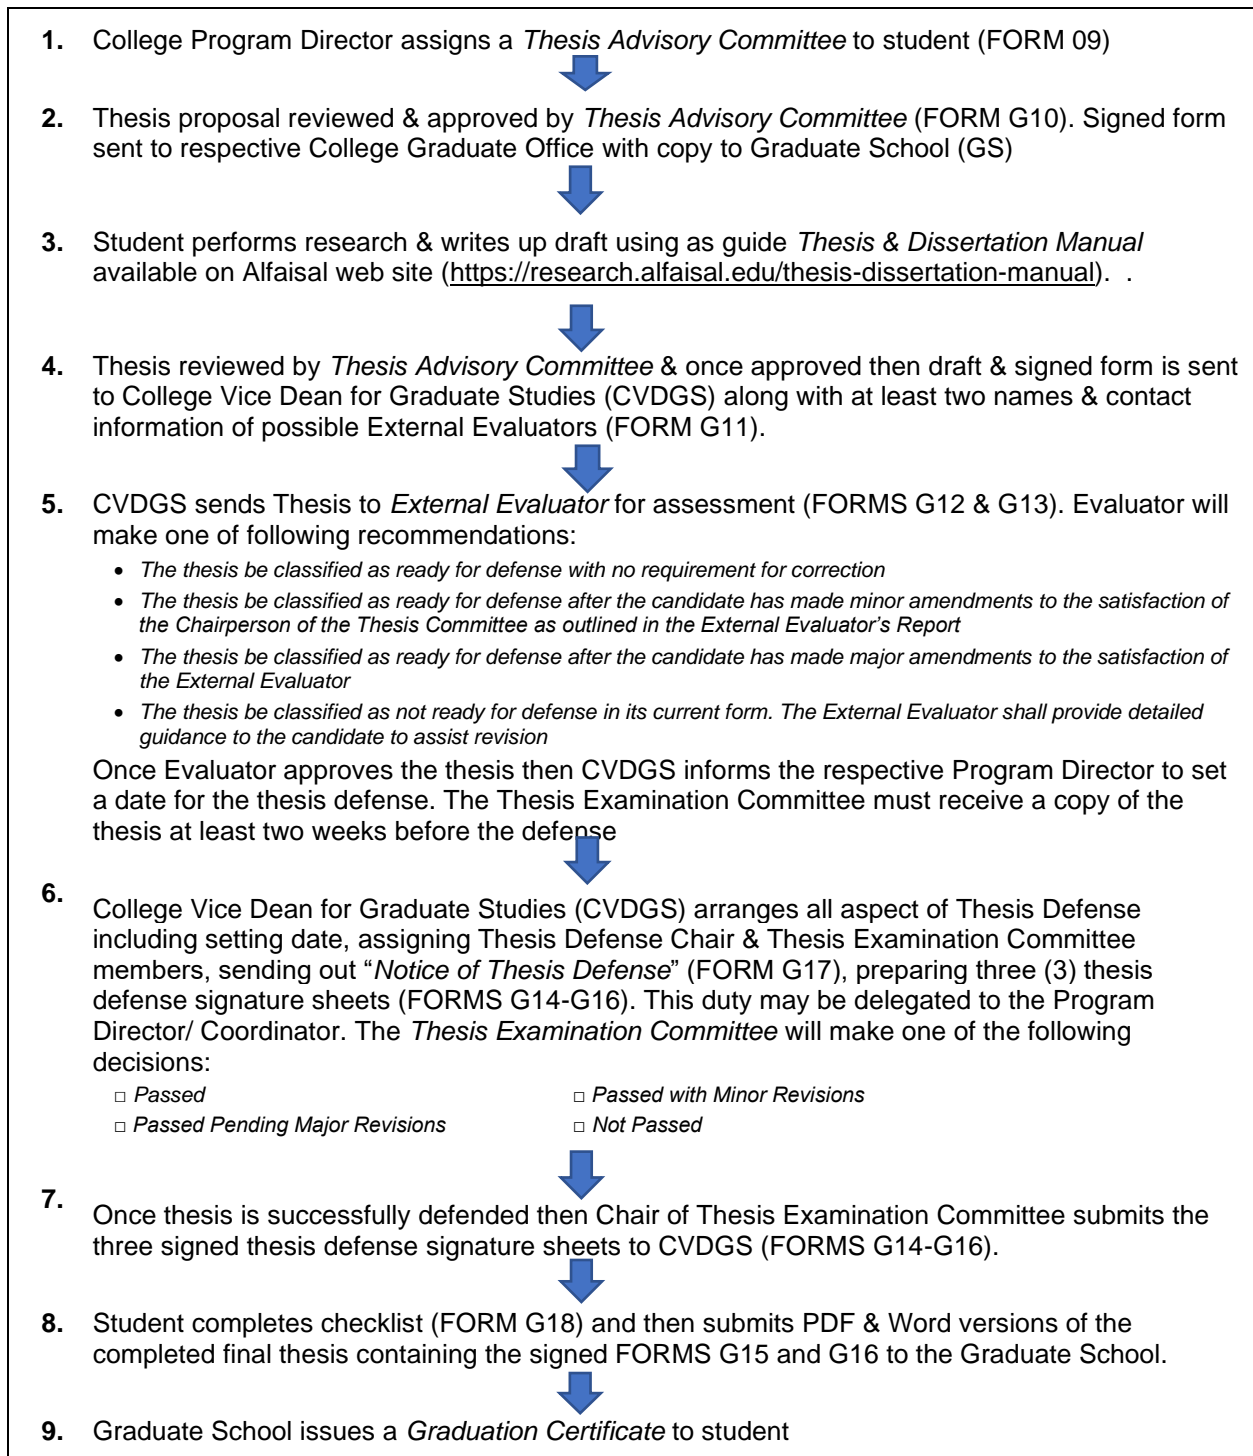 1. College Program Director assigns a Thesis Advisory Committee to student (FORM 09)
2. Thesis proposal reviewed & approved by Thesis Advisory Committee (FORM G10). Signed form
sent to respective College Graduate Office with copy to Graduate School (GS)
3. Student performs research & writes up draft using as guide Thesis & Dissertation Manual
available on Alfaisal web site (https://research.alfaisal.edu/thesis-dissertation-manual). .
4. Thesis reviewed by Thesis Advisory Committee & once approved then draft & signed form is sent
to College Vice Dean for Graduate Studies (CVDGS) along with at least two names & contact
information of possible External Evaluators (FORM G11).
5. CVDGS sends Thesis to External Evaluator for assessment (FORMS G12 & G13). Evaluator will
make one of following recommendations:
• The thesis be classified as ready for defense with no requirement for correction
• The thesis be classified as ready for defense after the candidate has made minor amendments to the satisfaction of
the Chairperson of the Thesis Committee as outlined in the External Evaluator's Report
• The thesis be classified as ready for defense after the candidate has made major amendments to the satisfaction of
the External Evaluator
• The thesis be classified as not ready for defense in its current form. The External Evaluator shall provide detailed
guidance to the candidate to assist revision
Once Evaluator approves the thesis then CVDGS informs the respective Program Director to set
a date for the thesis defense. The Thesis Examination Committee must receive a copy of the
thesis at least two weeks before the defense
6. College Vice Dean for Graduate Studies (CVDGS) arranges all aspect of Thesis Defense
including setting date, assigning Thesis Defense Chair & Thesis Examination Committee
members, sending out “Notice of Thesis Defense” (FORM G17), preparing three (3) thesis
defense signature sheets (FORMS G14-G16). This duty may be delegated to the Program
Director/ Coordinator. The Thesis Examination Committee will make one of the following
decisions:
□ Passed □ Passed with Minor Revisions
□ Passed Pending Major Revisions □ Not Passed
7. Once thesis is successfully defended then Chair of Thesis Examination Committee submits the
three signed thesis defense signature sheets to CVDGS (FORMS G14-G16).
8. Student completes checklist (FORM G18) and then submits PDF & Word versions of the
completed final thesis containing the signed FORMS G15 and G16 to the Graduate School.
9. Graduate School issues a Graduation Certificate to student